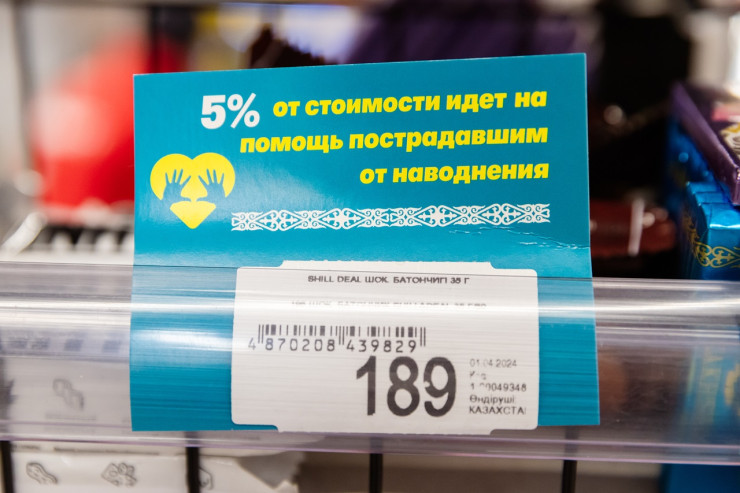 5% от стоимости идет на
помощь пострадавшим
от наводнения
SHILL DEAL ШОК. БАТОНЧИГІ 35 Г
4 870208 439829
189
01.04.2024
Өндіруші:
КАЗАХСТА